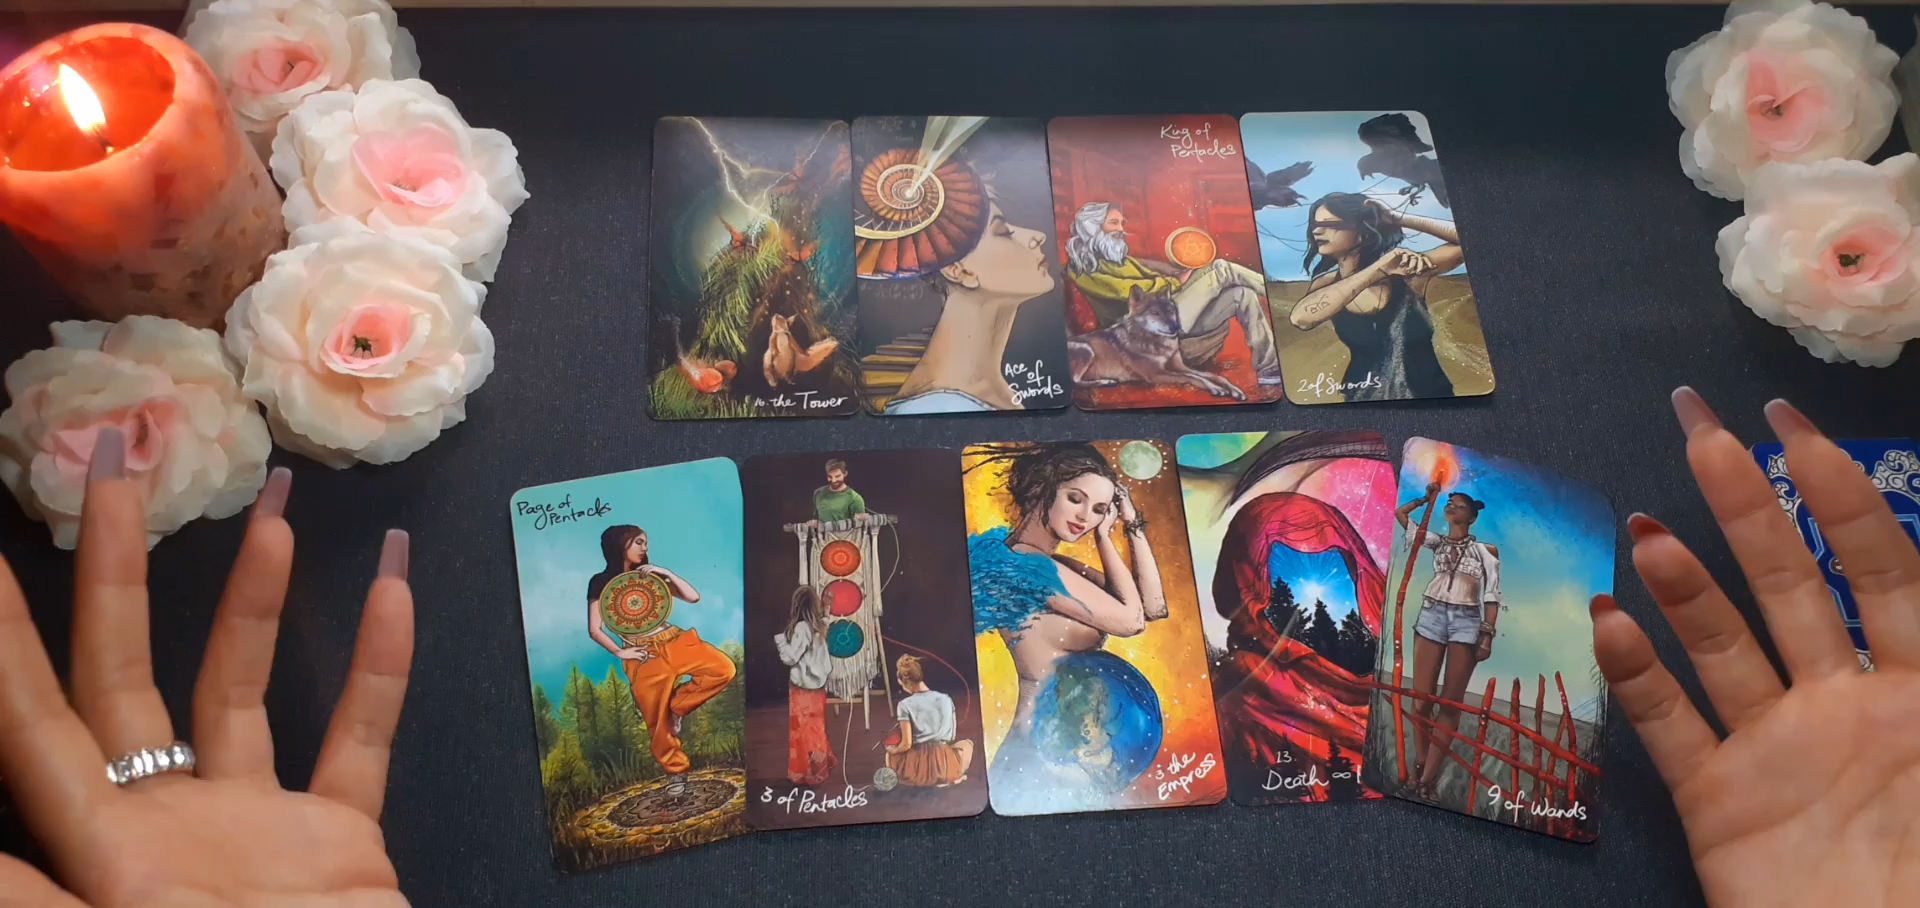 16. the Tower
Ace
of
Swords
King of
Pentacles
2 of Swords
Page of
Pentacles
3 of Pentacles
3 the
Empress
13.
Death ∞
9 of Wands